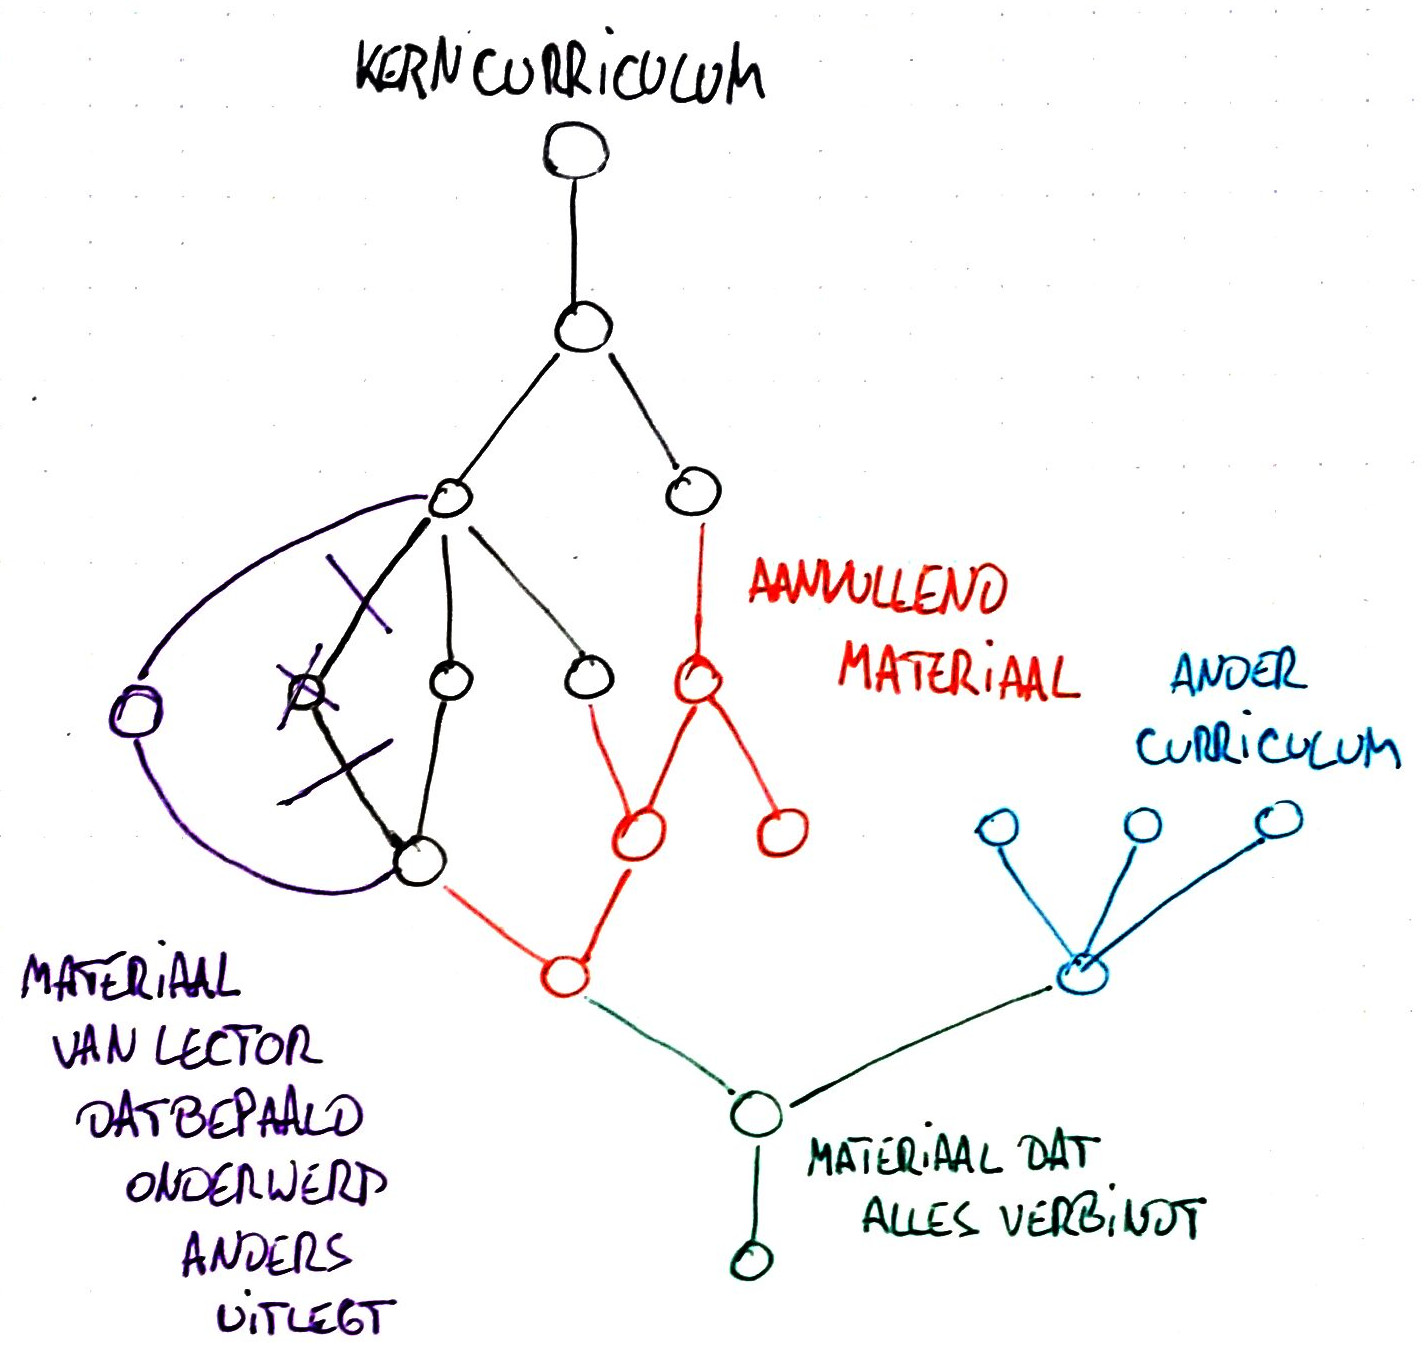 KERNCURRiCULUM
AANVULLEND
MATERiAAL
ANDER
CURRiCULUM
MATERiAAL
VAN LECTOR
DAT BEPAALD
ONDERWERP
ANDERS
UiTLEGT
MATERiAAL DAT
ALLES VERBiNDT